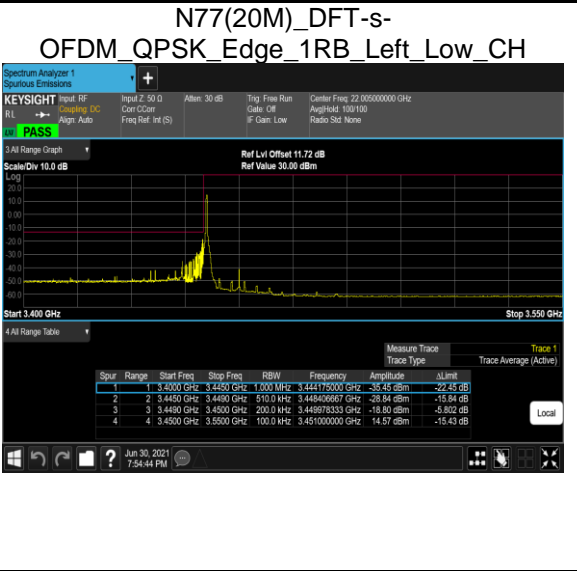 N77(20M)_DFT-s-
OFDM_QPSK_Edge_1RB_Left_Low_CH
Spectrum Analyzer 1
Spurious Emissions
+
KEYSIGHT Input: RF Input Z: 50 Ω Atten: 30 dB Trig: Free Run Center Freq: 22.005000000 GHz
RL Coupling: DC Corr CCorr Gate: Off Avg|Hold: 100/100
Align: Auto Freq Ref: Int (S) IF Gain: Low Radio Std: None
PASS
3 All Range Graph
Ref Lvl Offset 11.72 dB
Scale/Div 10.0 dB Ref Value 30.00 dBm
Log
20.0
10.0
0.00
-10.0
-20.0
-30.0
-40.0
-50.0
-60.0
Start 3.400 GHz Stop 3.550 GHz
4 All Range Table
Measure Trace Trace 1
Trace Type Trace Average (Active)
Spur Range Start Freq Stop Freq RBW Frequency Amplitude ΔLimit
1 1 3.4000 GHz 3.4450 GHz 1.000 MHz 3.444175000 GHz -35.45 dBm -22.45 dB
2 2 3.4450 GHz 3.4490 GHz 510.0 kHz 3.448406667 GHz -28.84 dBm -15.84 dB
3 3 3.4490 GHz 3.4500 GHz 200.0 kHz 3.449978333 GHz -18.80 dBm -5.802 dB
4 4 3.4500 GHz 3.5500 GHz 100.0 kHz 3.451000000 GHz 14.57 dBm -15.43 dB
Local
?
Jun 30, 2021
7:54:44 PM